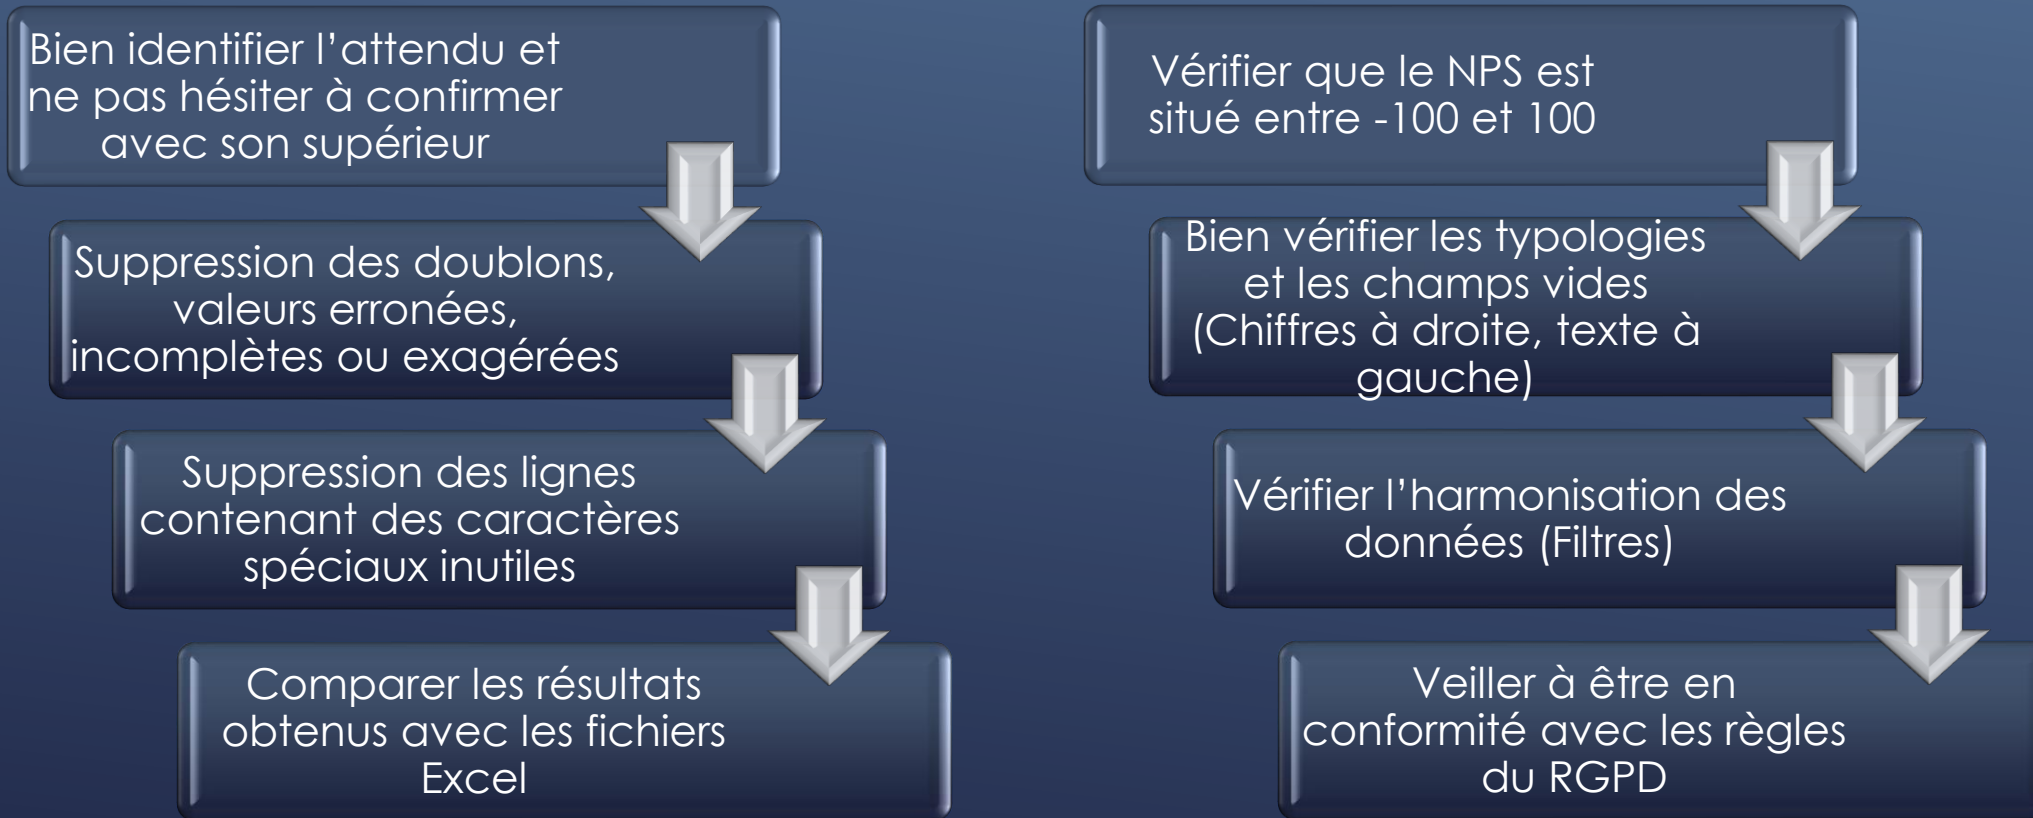 Bien identifier l’attendu et
ne pas hésiter à confirmer
avec son supérieur
Suppression des doublons,
valeurs erronées,
incomplètes ou exagérées
Suppression des lignes
contenant des caractères
spéciaux inutiles
Comparer les résultats
obtenus avec les fichiers
Excel
Vérifier que le NPS est
situé entre -100 et 100
Bien vérifier les typologies
et les champs vides
(Chiffres à droite, texte à
gauche)
Vérifier l’harmonisation des
données (Filtres)
Veiller à être en
conformité avec les règles
du RGPD